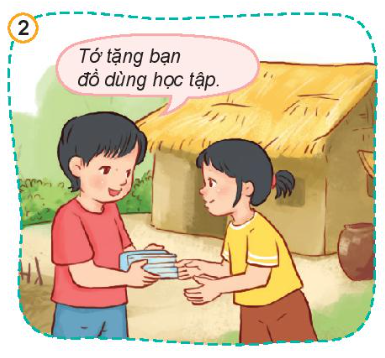 2
Tớ tặng bạn
đồ dùng học tập.